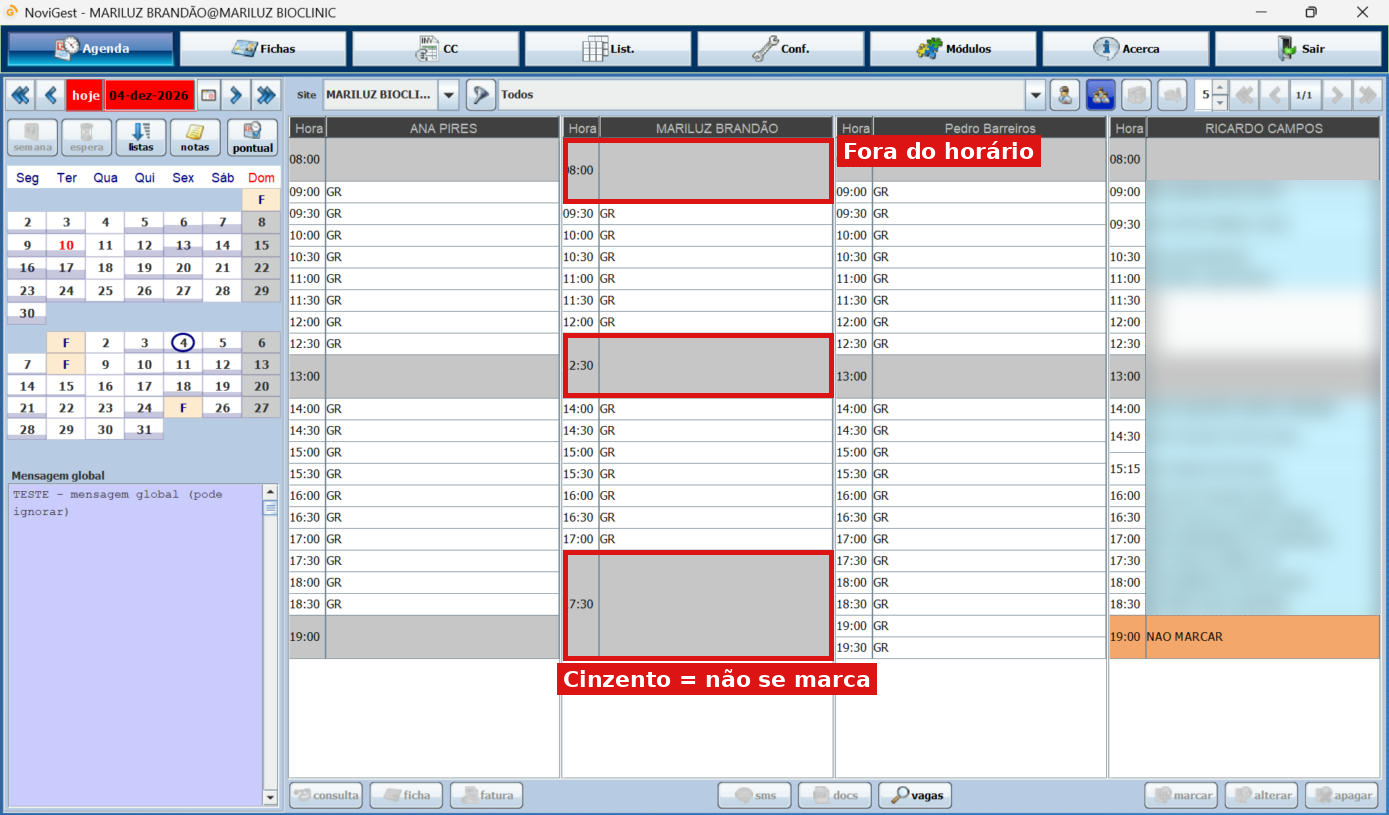 NoviGest - MARILUZ BRANDÃO@MARILUZ BIOCLINIC
Agenda Fichas CC List. Conf. Módulos Acerca Sair
hoje 04-dez-2026
Site MARILUZ BIOCLI... Todos 5 1/1
semana espera listas notas pontual
Seg Ter Qua Qui Sex Sáb Dom
F
2 3 4 5 6 7 8
9 10 11 12 13 14 15
16 17 18 19 20 21 22
23 24 25 26 27 28 29
30
F 2 3 4 5 6
7 F 9 10 11 12 13
14 15 16 17 18 19 20
21 22 23 24 F 26 27
28 29 30 31
Mensagem global
TESTE - mensagem global (pode
ignorar)
Hora ANA PIRES
08:00
09:00 GR
09:30 GR
10:00 GR
10:30 GR
11:00 GR
11:30 GR
12:00 GR
12:30 GR
13:00
14:00 GR
14:30 GR
15:00 GR
15:30 GR
16:00 GR
16:30 GR
17:00 GR
17:30 GR
18:00 GR
18:30 GR
19:00
Hora MARILUZ BRANDÃO
08:00
09:30 GR
10:00 GR
10:30 GR
11:00 GR
11:30 GR
12:00 GR
2:30
14:00 GR
14:30 GR
15:00 GR
15:30 GR
16:00 GR
16:30 GR
17:00 GR
7:30
Cinzento = não se marca
Hora Pedro Barreiros
Fora do horário
09:00 GR
09:30 GR
10:00 GR
10:30 GR
11:00 GR
11:30 GR
12:00 GR
12:30 GR
13:00
14:00 GR
14:30 GR
15:00 GR
15:30 GR
16:00 GR
16:30 GR
17:00 GR
17:30 GR
18:00 GR
18:30 GR
19:00 GR
19:30 GR
Hora RICARDO CAMPOS
08:00
09:00
09:30
10:30
11:00
11:30
12:00
12:30
13:00
14:00
14:30
15:15
16:00
16:30
17:00
17:30
18:00
18:30
19:00 NAO MARCAR
consulta ficha fatura sms docs vagas marcar alterar apagar